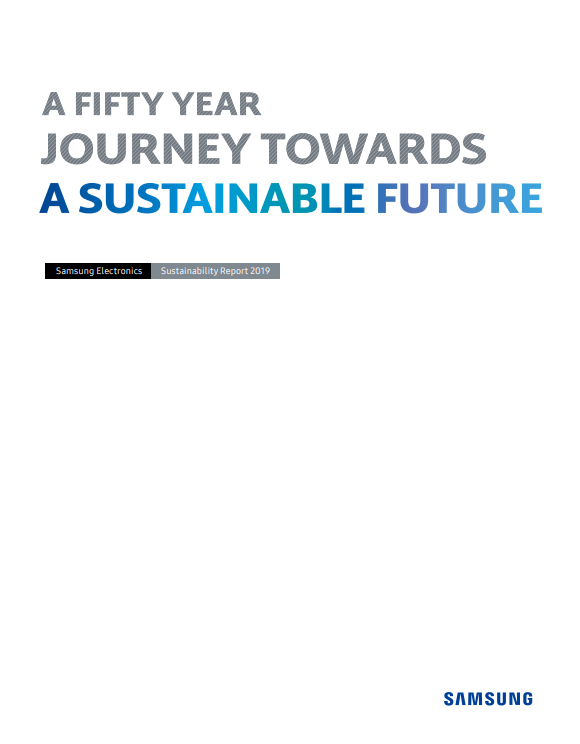 A FIFTY YEAR
JOURNEY TOWARDS
A SUSTAINABLE FUTURE
Samsung Electronics Sustainability Report 2019
SAMSUNG